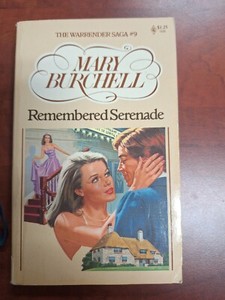 THE WARRENDER SAGA #9
MARY
BURCHELL
Remembered Serenade